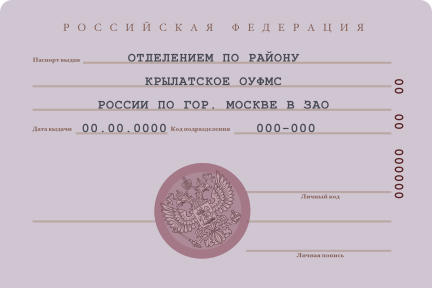 РОССИЙСКАЯ ФЕДЕРАЦИЯ
Паспорт выдан ОТДЕЛЕНИЕМ ПО РАЙОНУ
КРЫЛАТСКОЕ ОУФМС
РОССИИ ПО ГОР. МОСКВЕ В ЗАО
Дата выдачи 00.00.0000 Код подразделения 000-000
00 00 000000
Личный код
Личная попись